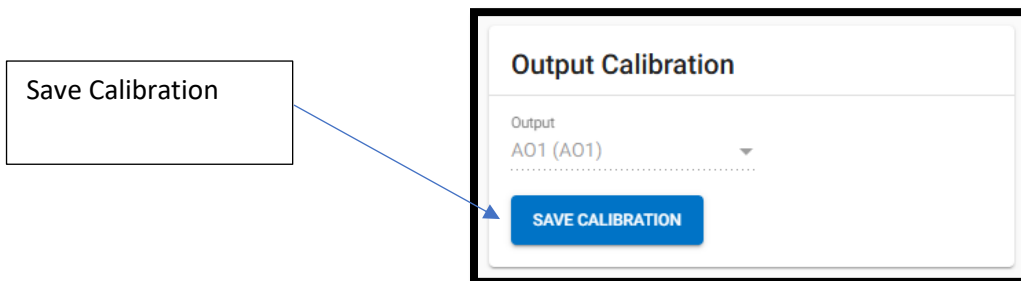 Save Calibration
Output Calibration
Output
AO1 (AO1)
SAVE CALIBRATION